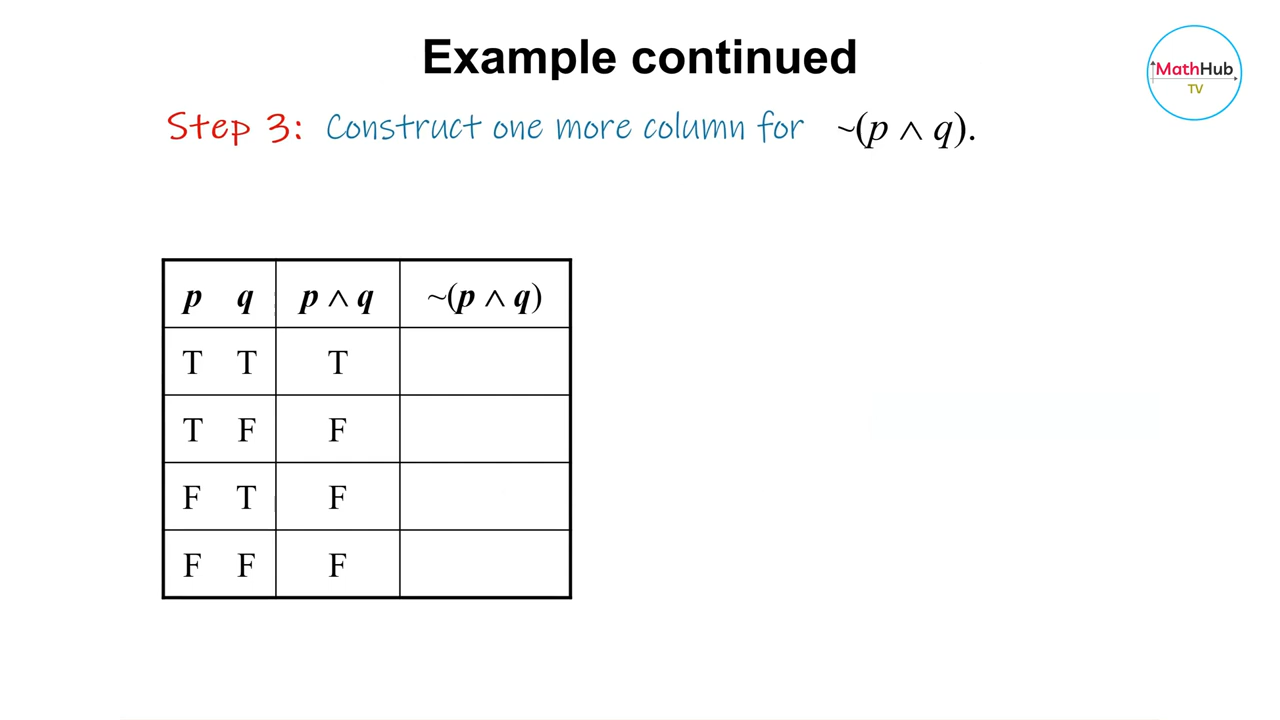 Example continued
MathHub
TV
Step 3: Construct one more column for ~(p ∧ q).
p q p ∧ q ~(p ∧ q)
T T T
T F F
F T F
F F F